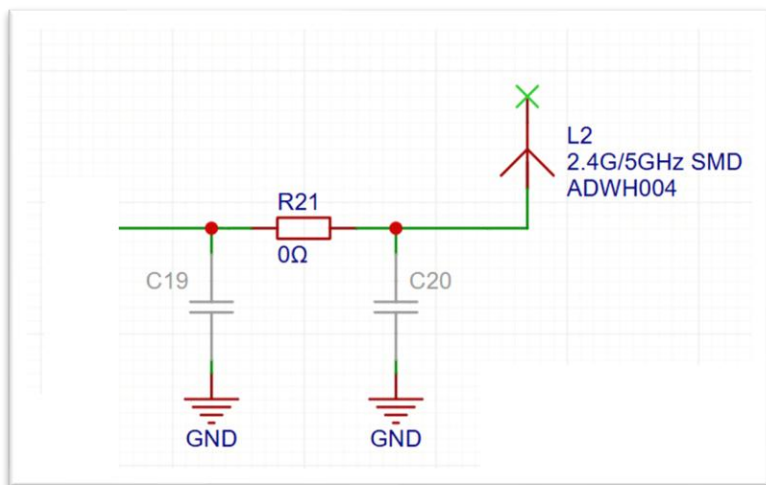 L2
2.4G/5GHz SMD
ADWH004
R21
0Ω
C19
C20
GND
GND